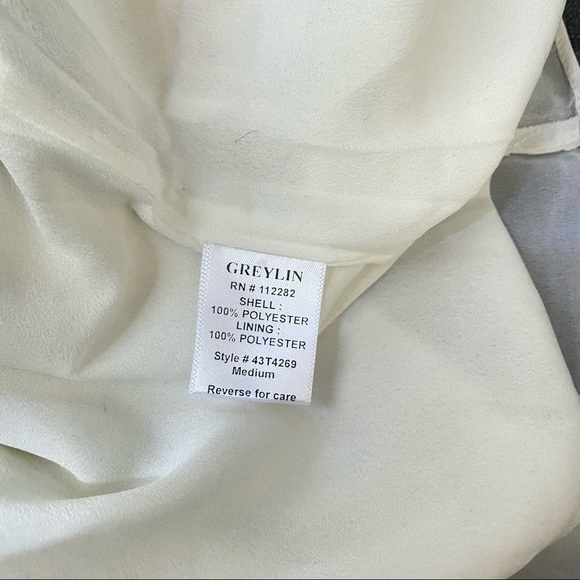 GREYLIN
RN # 112282
SHELL :
100% POLYESTER
LINING :
100% POLYESTER
Style # 43T4269
Medium
Reverse for care